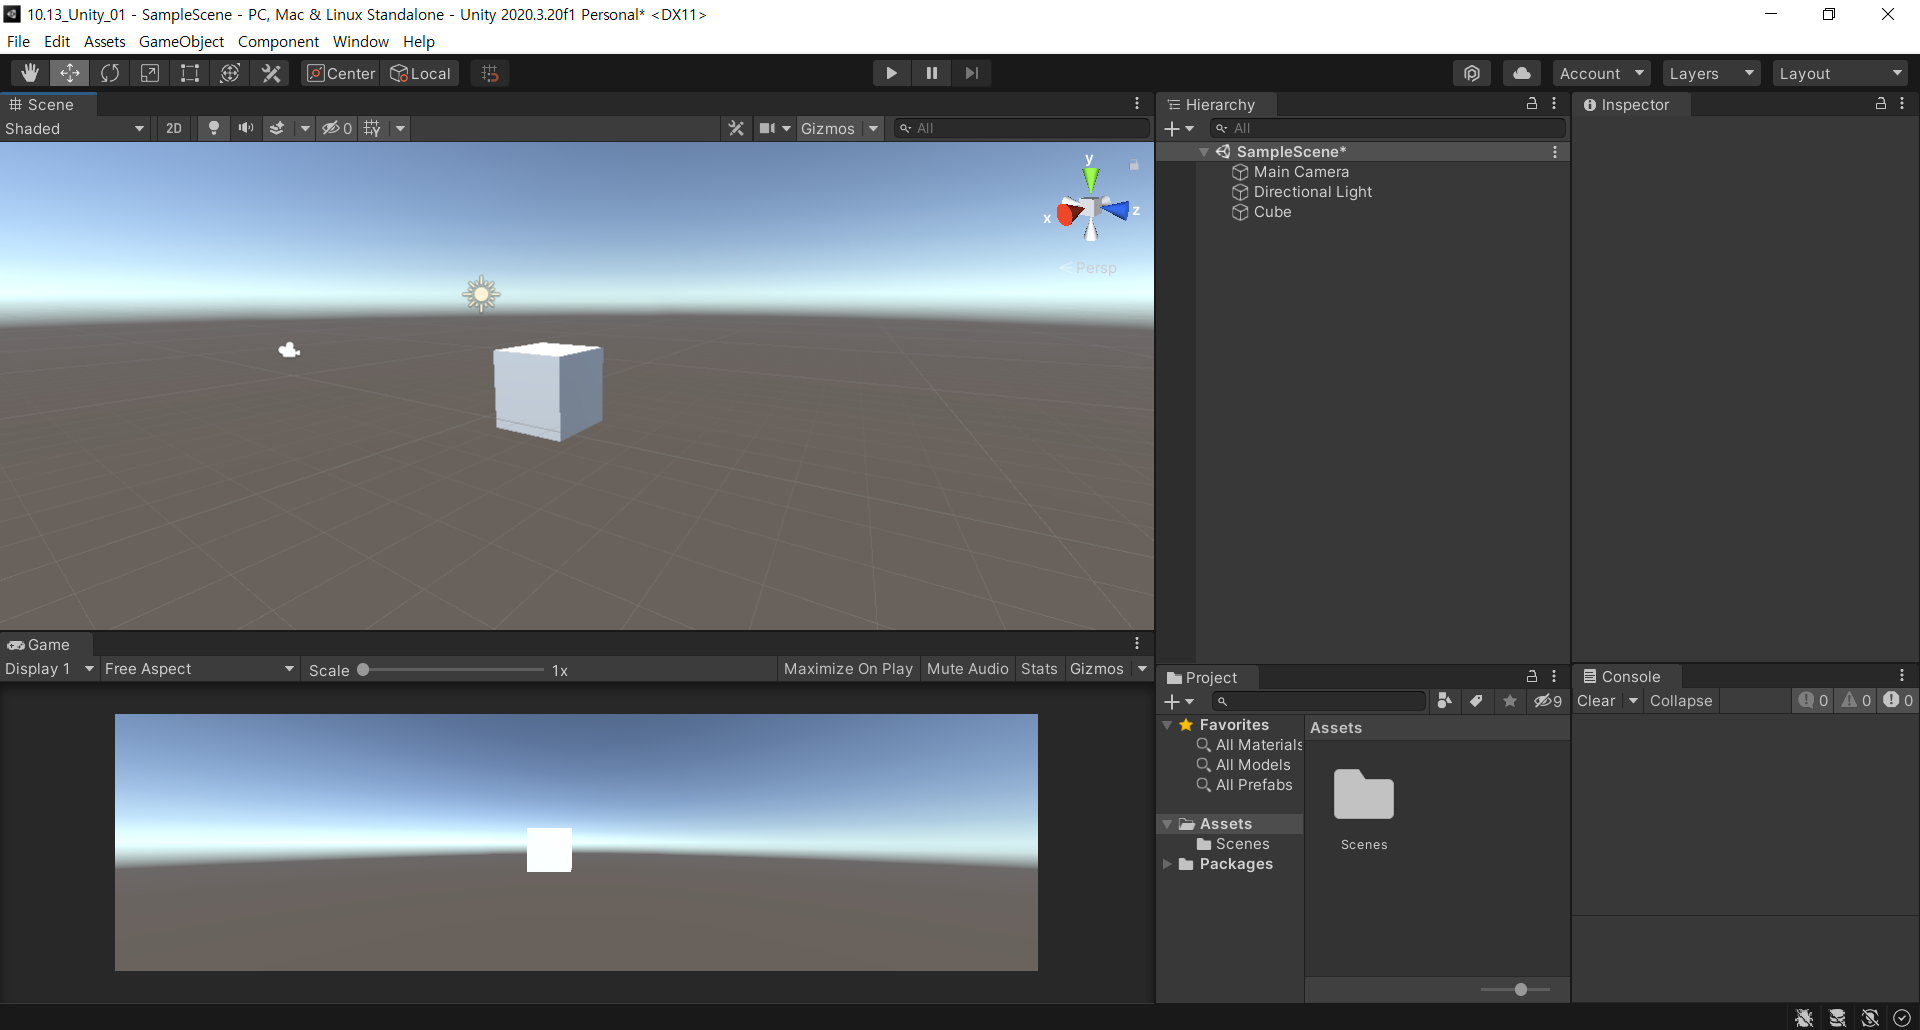 10.13_Unity_01 - SampleScene - PC, Mac & Linux Standalone - Unity 2020.3.20f1 Personal* <DX11>
File Edit Assets GameObject Component Window Help
Center Local Account Layers Layout
Scene
Shaded 2D 0 Gizmos All
y
x
z
Persp
Hierarchy
All
SampleScene*
Main Camera
Directional Light
Cube
Inspector
Game
Display 1 Free Aspect Scale 1x Maximize On Play Mute Audio Stats Gizmos
Project
9
Favorites
All Materials
All Models
All Prefabs
Assets
Scenes
Packages
Assets
Scenes
Console
Clear Collapse 0 0 0